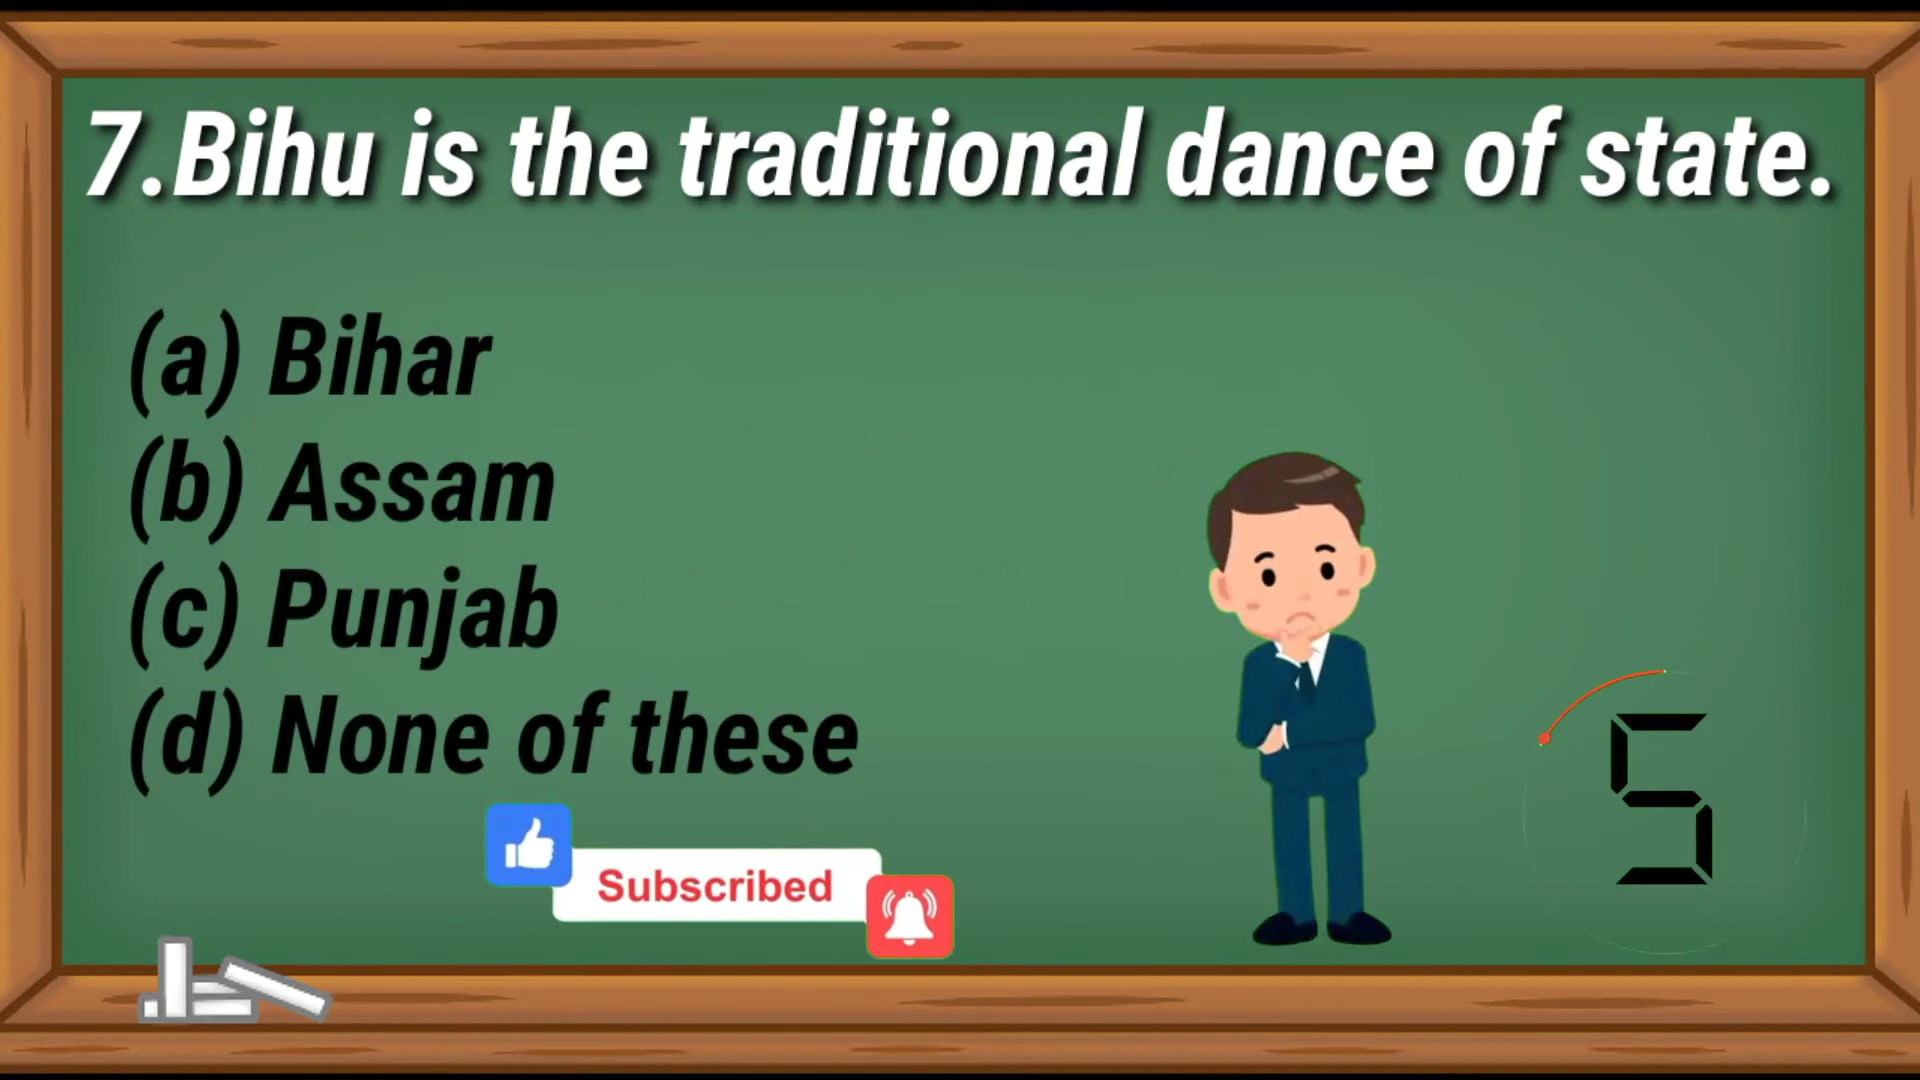 7.Bihu is the traditional dance of state.
(a) Bihar
(b) Assam
(c) Punjab
(d) None of these
Subscribed
5